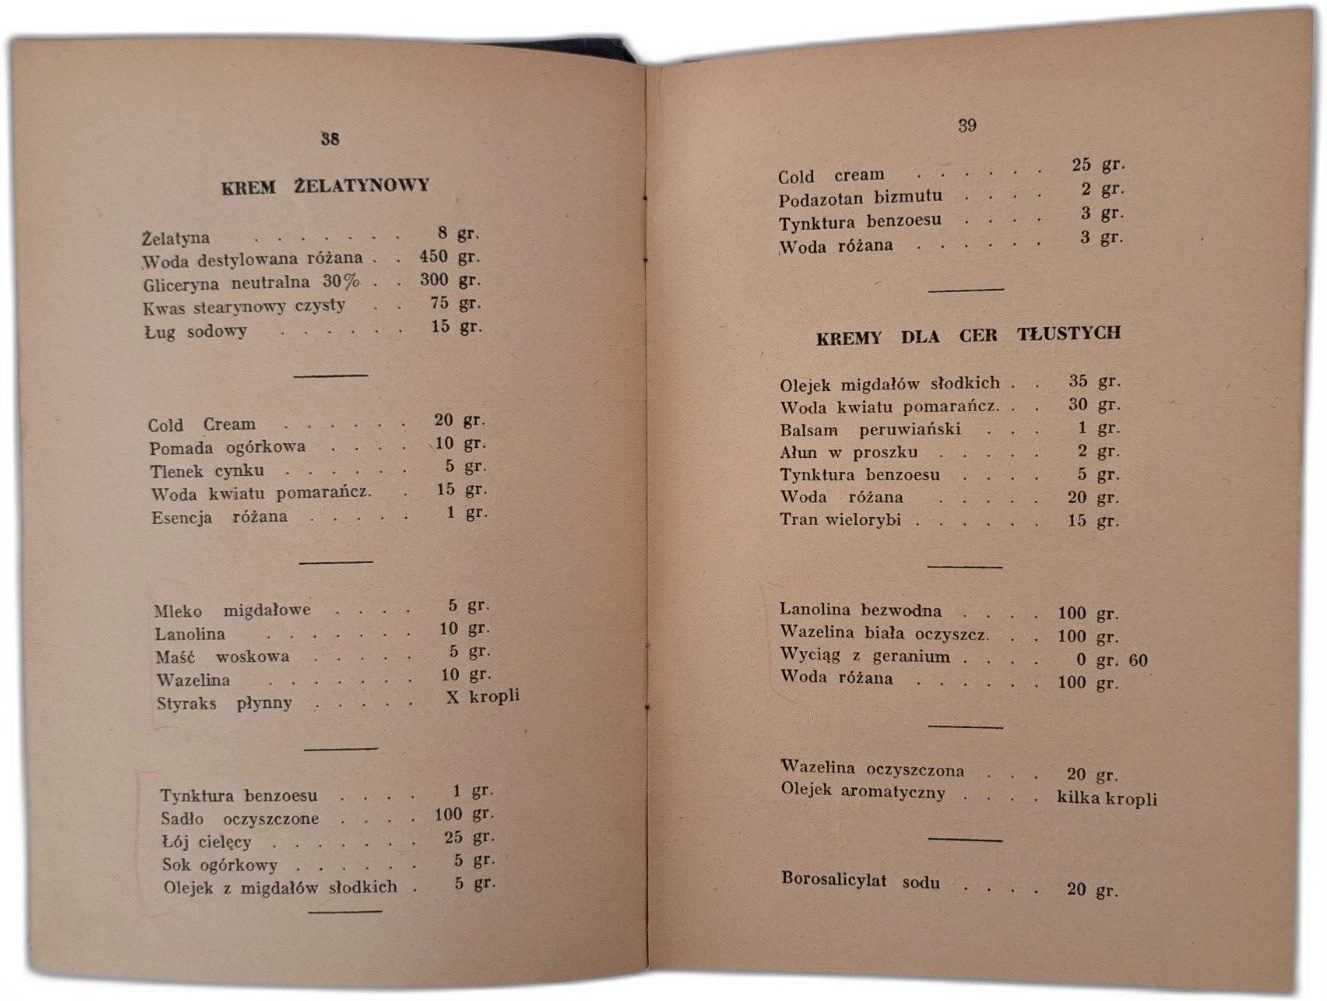 38
KREM ŻELATYNOWY
Żelatyna . . . . . . . 8 gr.
Woda destylowana różana . . 450 gr.
Gliceryna neutralna 30% . . 300 gr.
Kwas stearynowy czysty . . 75 gr.
Ług sodowy . . . . . . 15 gr.
Cold Cream . . . . . . 20 gr.
Pomada ogórkowa . . . . 10 gr.
Tlenek cynku . . . . . . 5 gr.
Woda kwiatu pomarańcz. . 15 gr.
Esencja różana . . . . . 1 gr.
Mleko migdałowe . . . . 5 gr.
Lanolina . . . . . . . 10 gr.
Maść woskowa . . . . . 5 gr.
Wazelina . . . . . . . 10 gr.
Styraks płynny . . . . . X kropli
Tynktura benzoesu . . . . 1 gr.
Sadło oczyszczone . . . . 100 gr.
Łój cielęcy . . . . . . . 25 gr.
Sok ogórkowy . . . . . . 5 gr.
Olejek z migdałów słodkich . 5 gr.
39
Cold cream . . . . . . 25 gr.
Podazotan bizmutu . . . . 2 gr.
Tynktura benzoesu . . . . 3 gr.
Woda różana . . . . . . 3 gr.
KREMY DLA CER TŁUSTYCH
Olejek migdałów słodkich . . 35 gr.
Woda kwiatu pomarańcz. . . 30 gr.
Balsam peruwiański . . . 1 gr.
Ałun w proszku . . . . . 2 gr.
Tynktura benzoesu . . . . 5 gr.
Woda różana . . . . . 20 gr.
Tran wielorybi . . . . . . 15 gr.
Lanolina bezwodna . . . . 100 gr.
Wazelina biała oczyszcz. . . 100 gr.
Wyciąg z geranium . . . . 0 gr. 60
Woda różana . . . . . . 100 gr.
Wazelina oczyszczona . . . 20 gr.
Olejek aromatyczny . . . . kilka kropli
Borosalicylat sodu . . . . 20 gr.